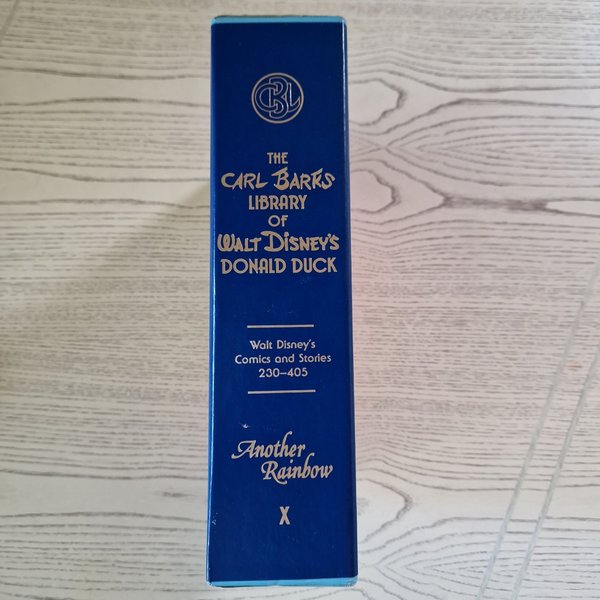 CBL
THE
CARL BARKS
LIBRARY
OF
WALT DISNEY'S
DONALD DUCK
Walt Disney's
Comics and Stories
230–405
Another
Rainbow
X